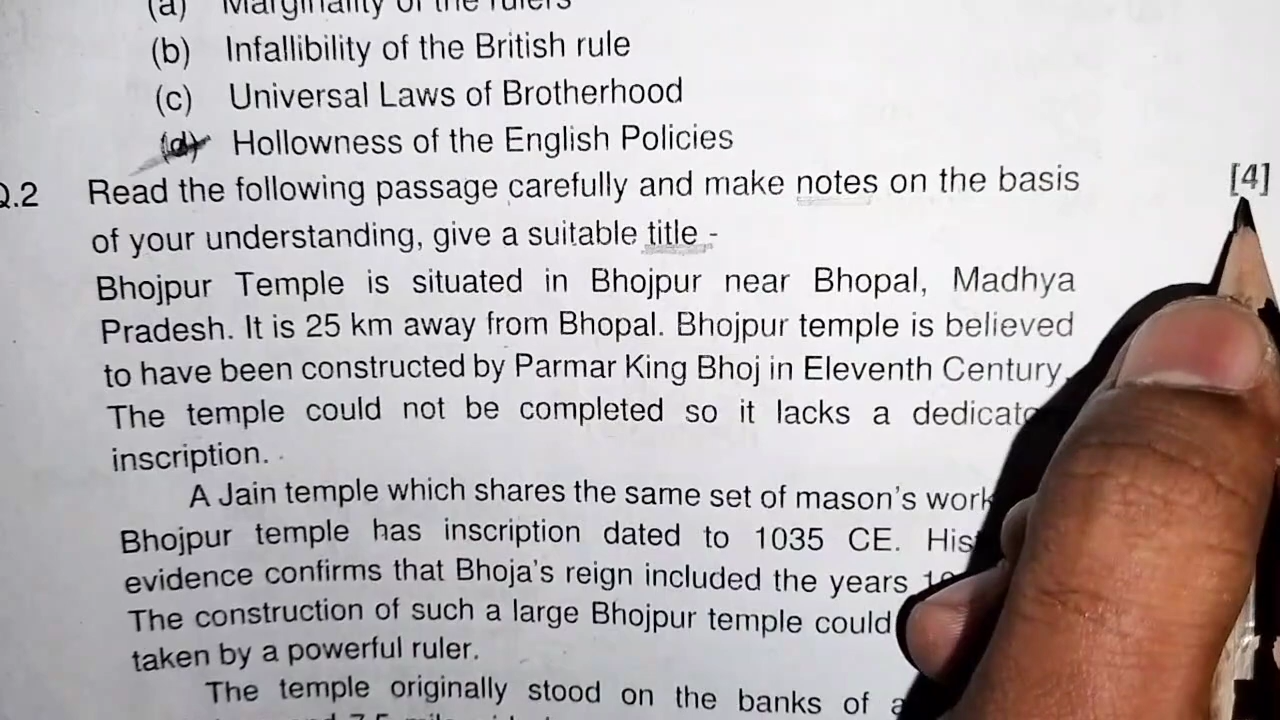 (a) Marginality of the rulers
(b) Infallibility of the British rule
(c) Universal Laws of Brotherhood
(d) Hollowness of the English Policies
Q.2 Read the following passage carefully and make notes on the basis [4]
of your understanding, give a suitable title -
Bhojpur Temple is situated in Bhojpur near Bhopal, Madhya
Pradesh. It is 25 km away from Bhopal. Bhojpur temple is believed
to have been constructed by Parmar King Bhoj in Eleventh Century.
The temple could not be completed so it lacks a
inscription.
A Jain temple which shares the same set of mason's work
Bhojpur temple has inscription dated to 1035 CE.
evidence confirms that Bhoja's reign included the years
The construction of such a large Bhojpur temple could
taken by a powerful ruler.
The temple originally stood on the banks of